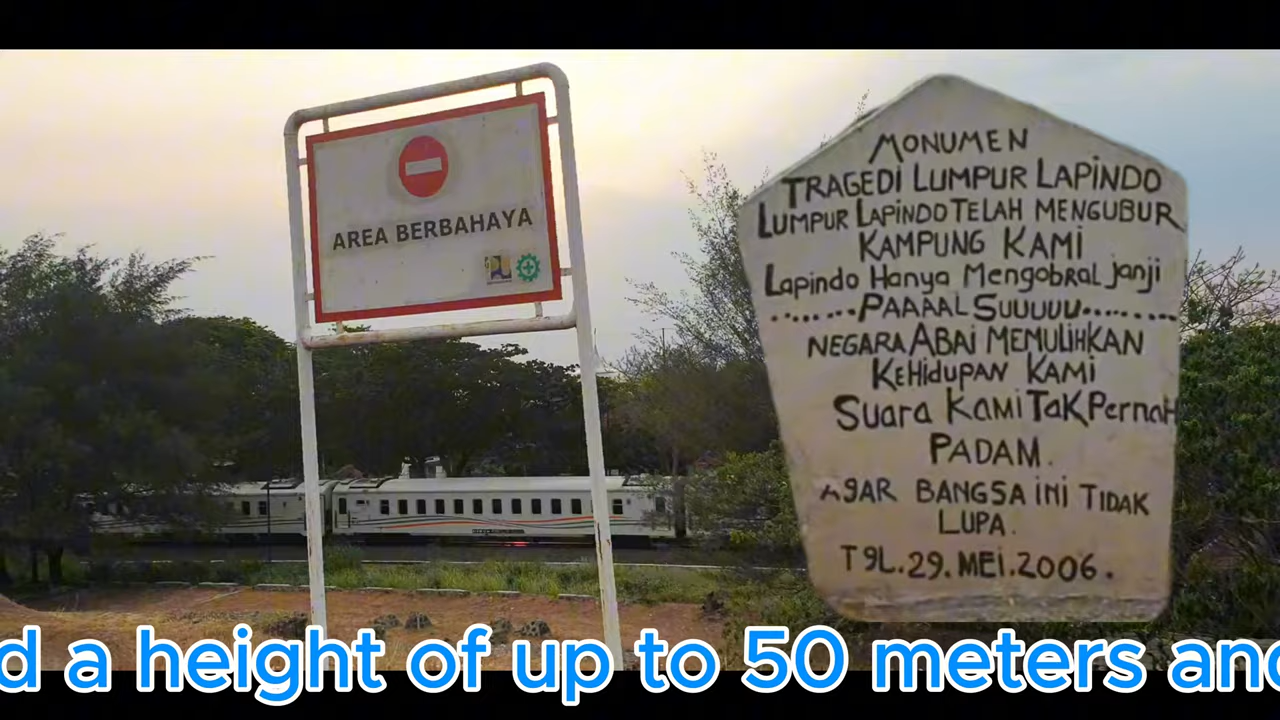 AREA BERBAHAYA
MONUMEN
TRAGEDI LUMPUR LAPINDO
LUMPUR LAPINDO TELAH MENGUBUR
KAMPUNG KAMI
Lapindo Hanya Mengobral janji
.......PAAAAL SUUUUU.........
NEGARA ABAI MEMULIHKAN
KEHIDUPAN KAMI
Suara KAMI TAK Pernah
PADAM.
AgAR BANGSA iNi TIDAK
LUPA.
TgL.29.MEI.2006.
d a height of up to 50 meters and